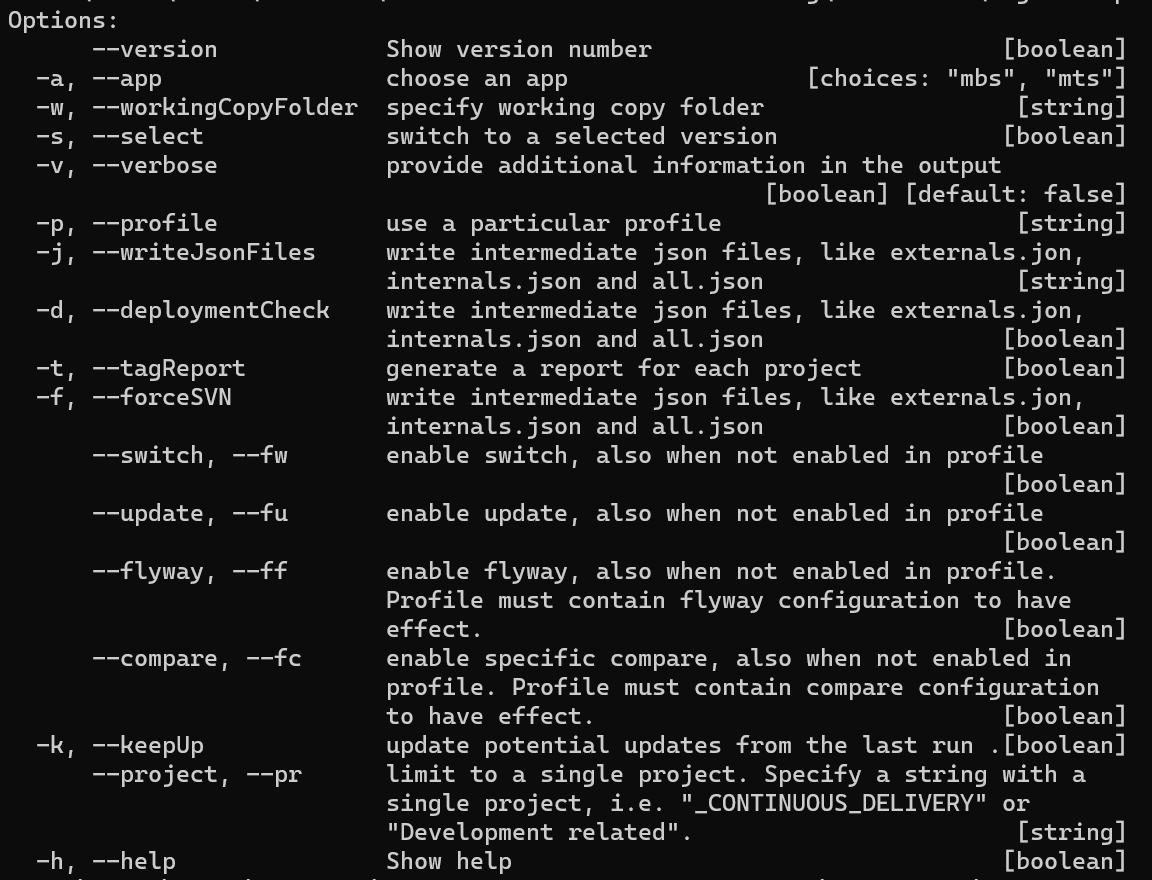 Options:
      --version            Show version number                         [boolean]
  -a, --app                choose an app                 [choices: "mbs", "mts"]
  -w, --workingCopyFolder  specify working copy folder                  [string]
  -s, --select             switch to a selected version                [boolean]
  -v, --verbose            provide additional information in the output
                                                      [boolean] [default: false]
  -p, --profile            use a particular profile                     [string]
  -j, --writeJsonFiles     write intermediate json files, like externals.jon,
                           internals.json and all.json                  [string]
  -d, --deploymentCheck    write intermediate json files, like externals.jon,
                           internals.json and all.json                 [boolean]
  -t, --tagReport          generate a report for each project          [boolean]
  -f, --forceSVN           write intermediate json files, like externals.jon,
                           internals.json and all.json                 [boolean]
      --switch, --fw       enable switch, also when not enabled in profile
                                                                       [boolean]
      --update, --fu       enable update, also when not enabled in profile
                                                                       [boolean]
      --flyway, --ff       enable flyway, also when not enabled in profile.
                           Profile must contain flyway configuration to have
                           effect.                                     [boolean]
      --compare, --fc      enable specific compare, also when not enabled in
                           profile. Profile must contain compare configuration
                           to have effect.                             [boolean]
  -k, --keepUp             update potential updates from the last run .[boolean]
      --project, --pr      limit to a single project. Specify a string with a
                           single project, i.e. "_CONTINUOUS_DELIVERY" or
                           "Development related".                       [string]
  -h, --help               Show help                                   [boolean]